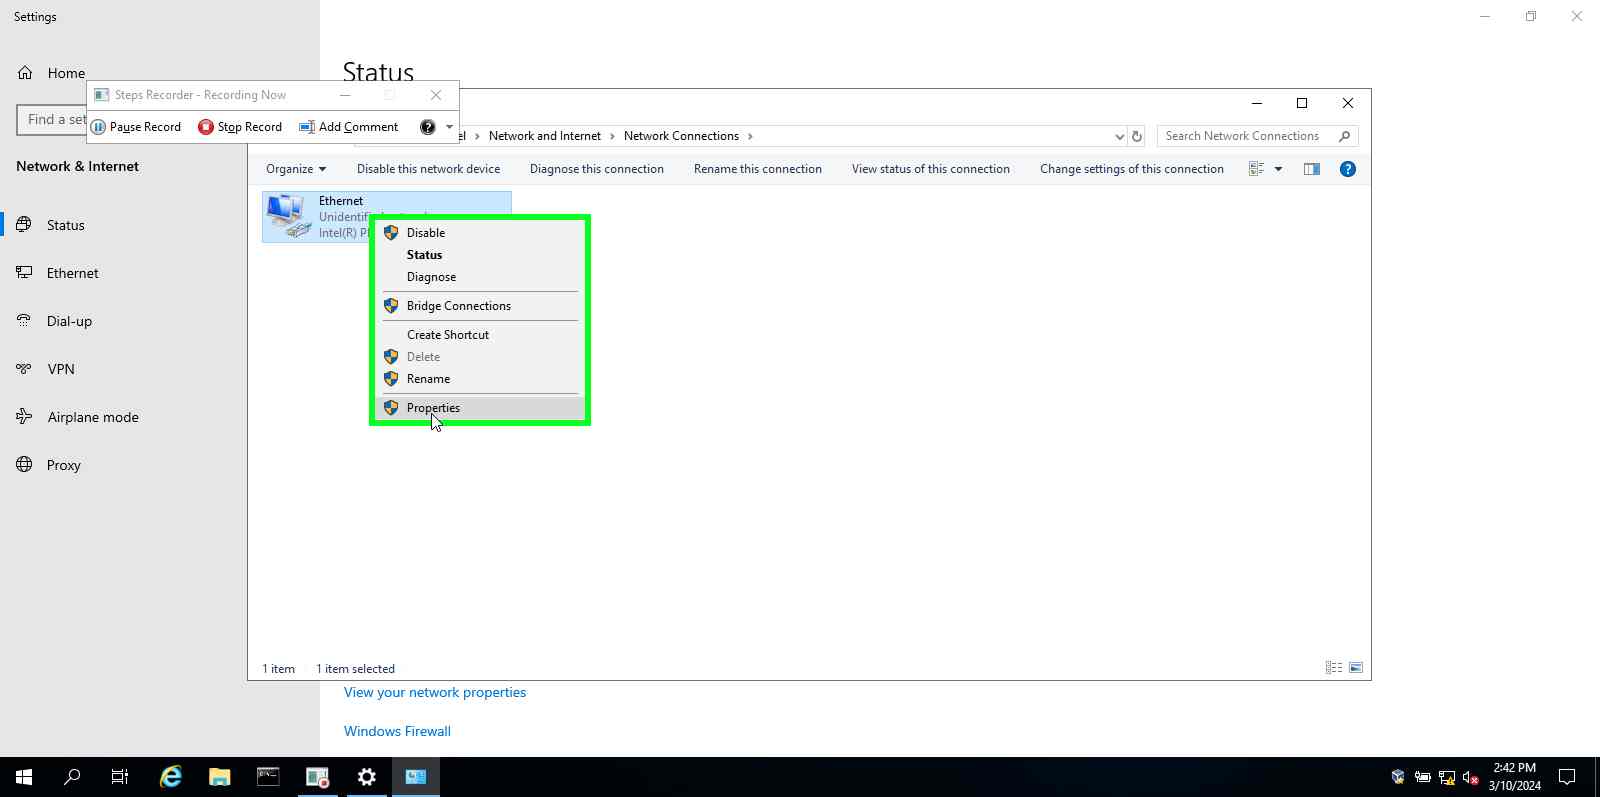 Settings
Home
Find a set
Network & Internet
Status
Ethernet
Dial-up
VPN
Airplane mode
Proxy
Status
Steps Recorder - Recording Now
Pause Record
Stop Record
Add Comment
Network and Internet
Network Connections
Search Network Connections
Organize
Disable this network device
Diagnose this connection
Rename this connection
View status of this connection
Change settings of this connection
Ethernet
Intel(R)
Disable
Status
Diagnose
Bridge Connections
Create Shortcut
Delete
Rename
Properties
1 item
1 item selected
View your network properties
Windows Firewall
2:42 PM
3/10/2024